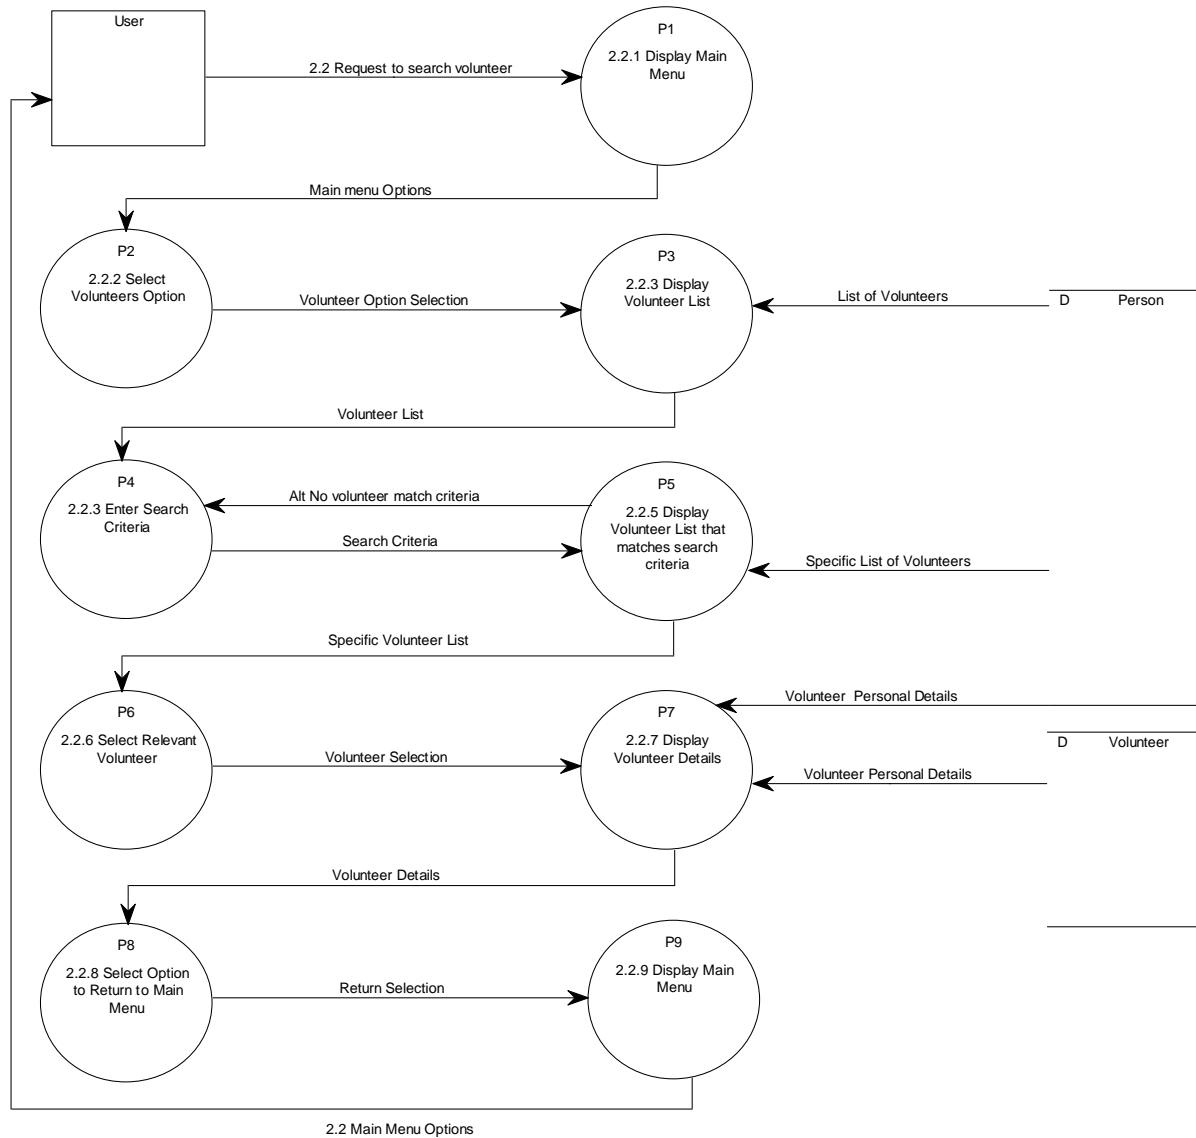 User
P1
2.2.1 Display Main
Menu
2.2 Request to search volunteer
Main menu Options
P2
2.2.2 Select
Volunteers Option
Volunteer Option Selection
P3
2.2.3 Display
Volunteer List
List of Volunteers
D Person
Volunteer List
P4
2.2.3 Enter Search
Criteria
Alt No volunteer match criteria
Search Criteria
P5
2.2.5 Display
Volunteer List that
matches search
criteria
Specific List of Volunteers
Specific Volunteer List
P6
2.2.6 Select Relevant
Volunteer
Volunteer Selection
P7
2.2.7 Display
Volunteer Details
Volunteer Personal Details
D Volunteer
Volunteer Personal Details
Volunteer Details
P8
2.2.8 Select Option
to Return to Main
Menu
Return Selection
P9
2.2.9 Display Main
Menu
2.2 Main Menu Options